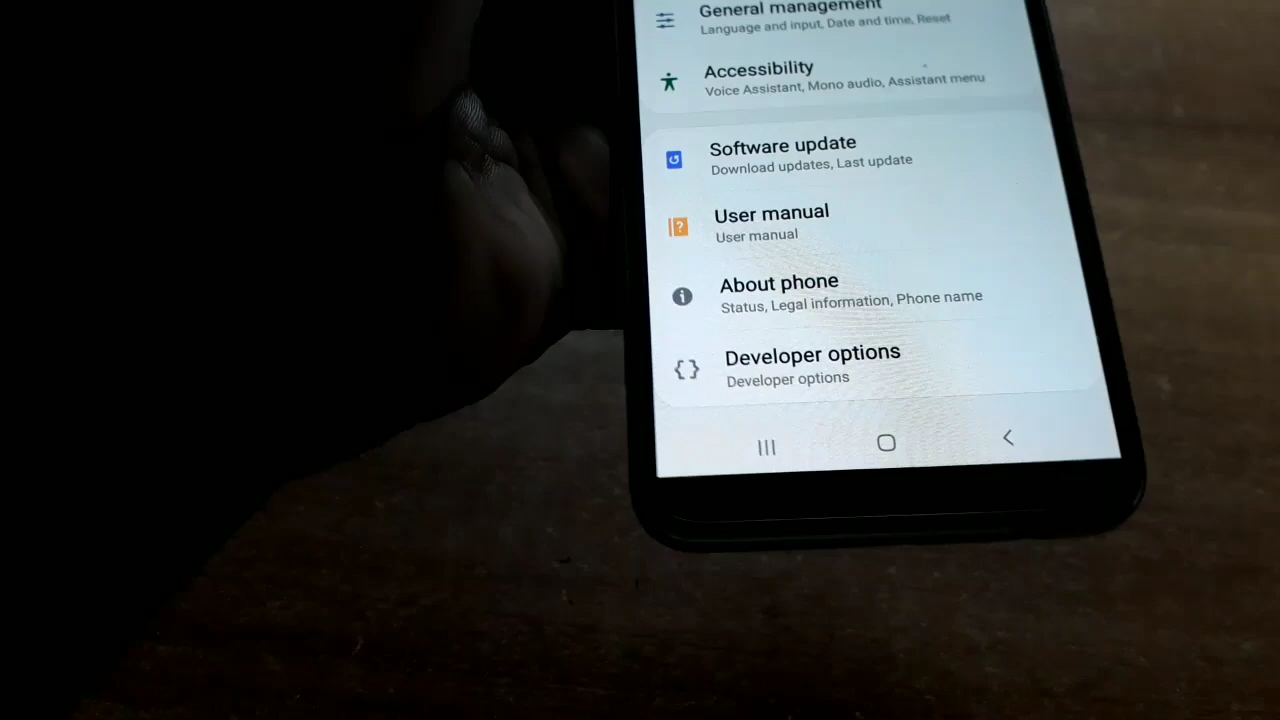 General management
Language and input, Date and time, Reset
Accessibility
Voice Assistant, Mono audio, Assistant menu
Software update
Download updates, Last update
User manual
User manual
About phone
Status, Legal information, Phone name
Developer options
Developer options